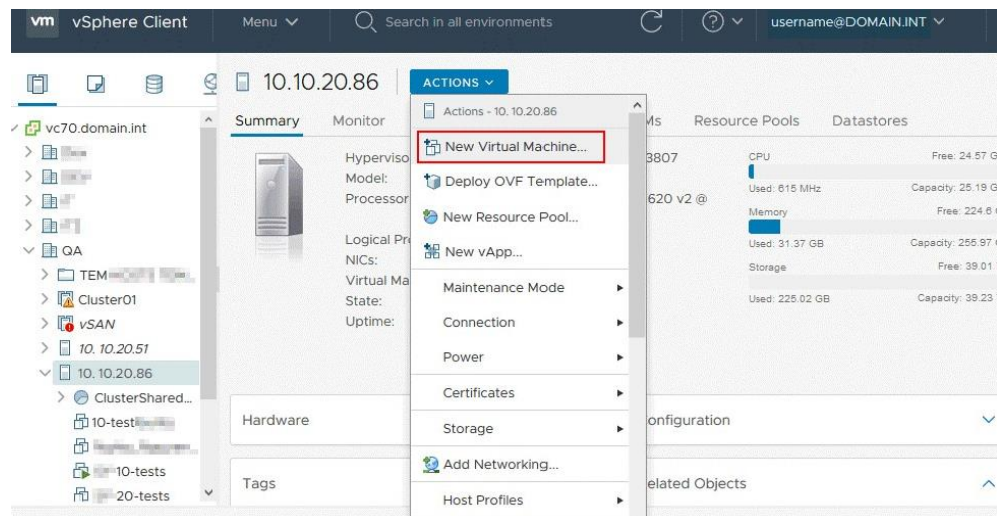 vm vSphere Client Menu Search in all environments username@DOMAIN.INT
10.10.20.86 ACTIONS
vc70.domain.int
QA
TEM
Cluster01
vSAN
10. 10.20.51
10. 10.20.86
ClusterShared...
10-test
10-tests
20-tests
Summary Monitor Ms Resource Pools Datastores
Hyperviso 3807
Model:
Processor 620 v2 @
Logical Pr
NICs:
Virtual Ma
State:
Uptime:
Actions - 10. 10.20.86
New Virtual Machine...
Deploy OVF Template...
New Resource Pool...
New vApp...
Maintenance Mode
Connection
Power
Certificates
Storage
Add Networking...
Host Profiles
CPU Free: 24.57 G
Used: 615 MHz Capacity: 25.19 G
Memory Free: 224.6
Used: 31.37 GB Capacity: 255.97
Storage Free: 39.01
Used: 225.02 GB Capacity: 39.23
Hardware onfiguration
Tags elated Objects